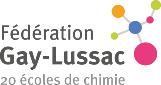 Fédération
Gay-Lussac
20 écoles de chimie